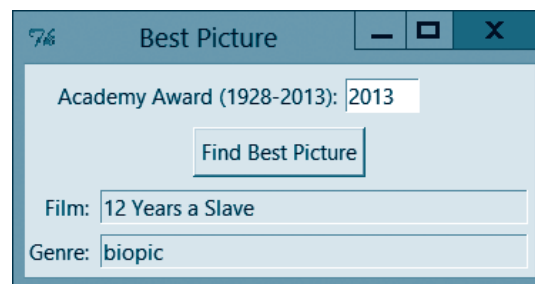 Best Picture
Academy Award (1928-2013): 2013
Find Best Picture
Film: 12 Years a Slave
Genre: biopic